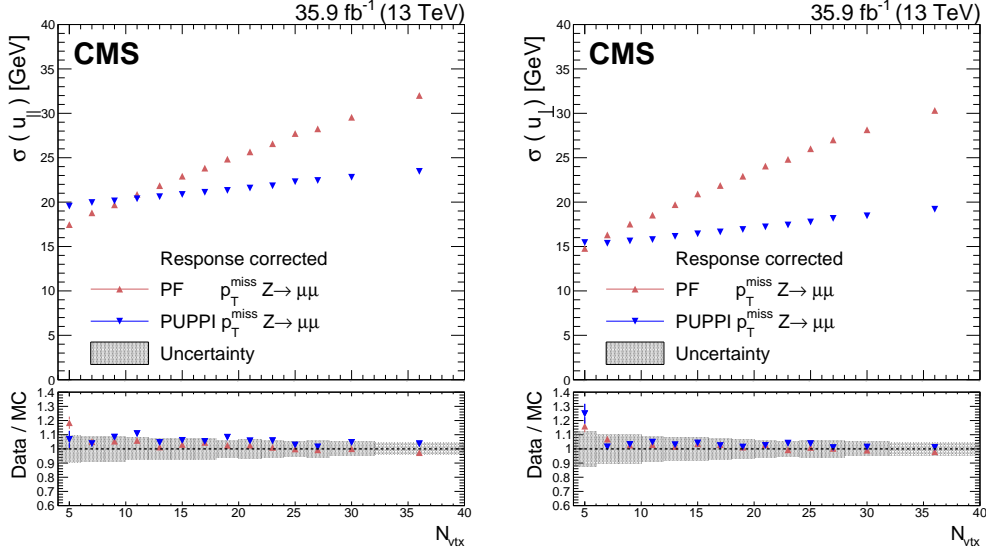 35.9 fb⁻¹ (13 TeV)
CMS
σ ( u∥ ) [GeV]
40
35
30
25
20
15
10
5
0
Response corrected
PF pTmiss Z→ μμ
PUPPI pTmiss Z→ μμ
Uncertainty
Data / MC
1.4
1.3
1.2
1.1
1
0.9
0.8
0.7
0.6
5 10 15 20 25 30 35 40
Nvtx
35.9 fb⁻¹ (13 TeV)
CMS
σ ( u⊥ ) [GeV]
40
35
30
25
20
15
10
5
0
Response corrected
PF pTmiss Z→ μμ
PUPPI pTmiss Z→ μμ
Uncertainty
Data / MC
1.4
1.3
1.2
1.1
1
0.9
0.8
0.7
0.6
5 10 15 20 25 30 35 40
Nvtx